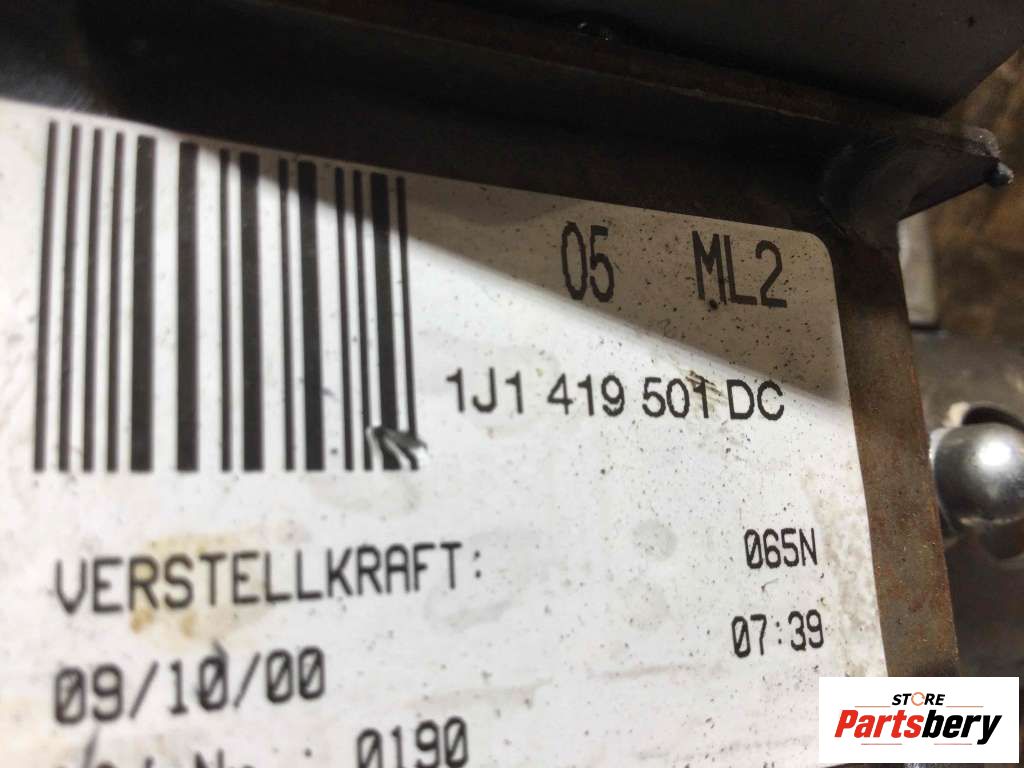 05 ML2
1J1 419 501 DC
VERSTELLKRAFT: 065N
09/10/00 07:39
0190
STORE
Partsbery